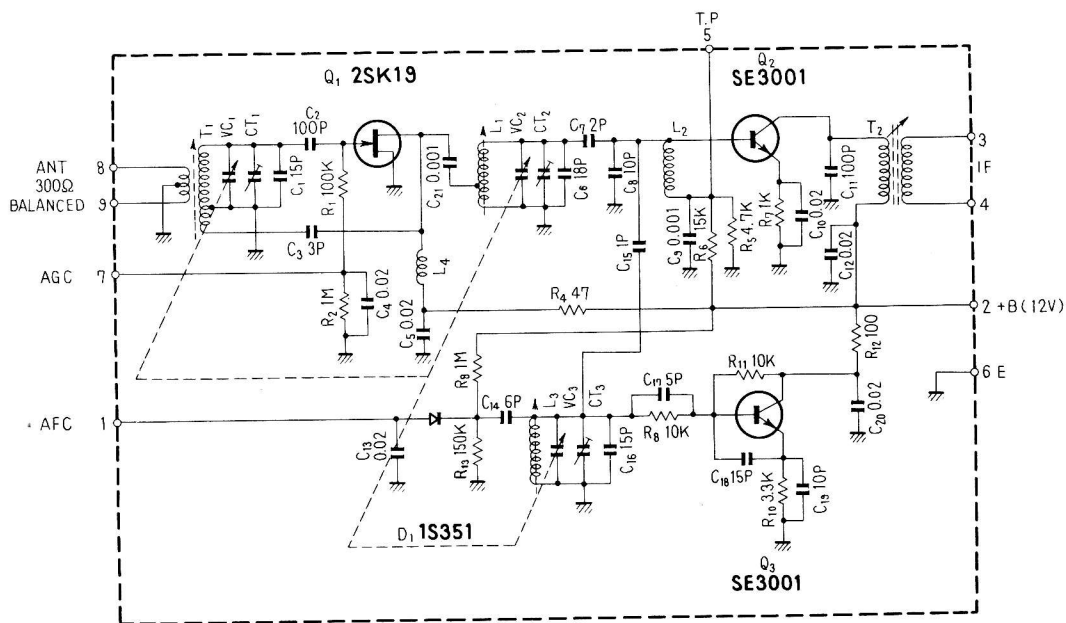 T.P
5
Q1 2SK19
Q2
SE3001
ANT
300Ω
BALANCED
8
9
T1
VC1
CT1
C1 15P
C2
100P
R1 100K
C21 0.001
L1
VC2
CT2
C6 18P
C7 2P
C8 10P
L2
C9 0.001
R6 15K
R5 4.7K
R7 1K
C10 0.02
C11 100P
C12 0.02
T2
3
IF
4
C3 3P
L4
C15 1P
AGC
7
R2 1M
C4 0.02
C5 0.02
R4 47
2 +B (12V)
R12 100
6 E
R9 1M
R11 10K
C20 0.02
AFC
1
C13
0.02
R13 150K
C14 6P
L3
VC3
CT3
C16 15P
C17 5P
R8 10K
C18 15P
R10 3.3K
C19 10P
D1 1S351
Q3
SE3001